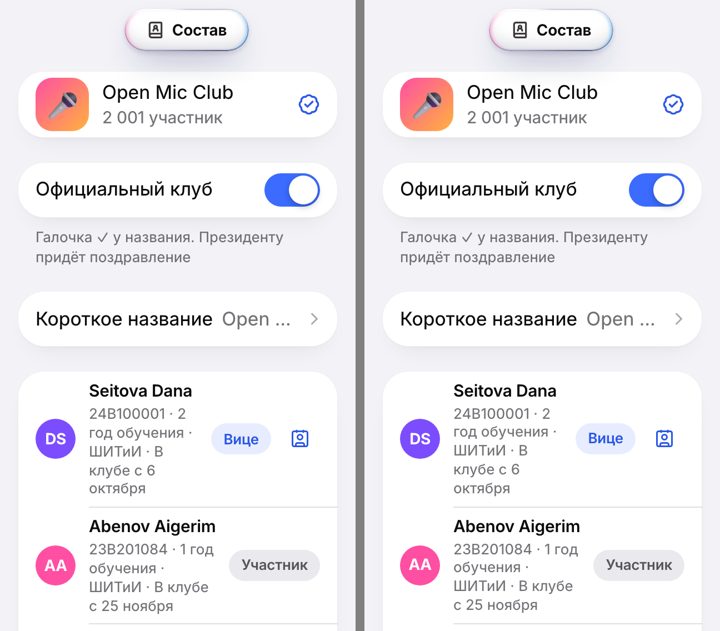 Состав
Open Mic Club
2 001 участник
Официальный клуб
Галочка ✓ у названия. Президенту
придёт поздравление
Короткое название Open ...
Seitova Dana
DS
24B100001 · 2
год обучения ·
ШИТиИ · В
клубе с 6
октября
Вице
Abenov Aigerim
AA
23B201084 · 1 год
обучения ·
ШИТиИ · В клубе
с 25 ноября
Участник
Состав
Open Mic Club
2 001 участник
Официальный клуб
Галочка ✓ у названия. Президенту
придёт поздравление
Короткое название Open ...
Seitova Dana
DS
24B100001 · 2
год обучения ·
ШИТиИ · В
клубе с 6
октября
Вице
Abenov Aigerim
AA
23B201084 · 1 год
обучения ·
ШИТиИ · В клубе
с 25 ноября
Участник